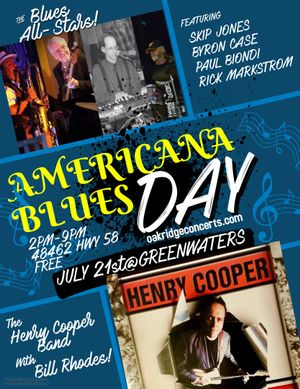 THE Blues
All-Stars!
FEATURING
SKIP JONES
BYRON CASE
PAUL BIONDI
RICK MARKSTROM
AMERICANA
BLUES DAY
oakridgeconcerts.com
2PM-9PM
48462 HWY 58
FREE
JULY 21st@GREENWATERS
HENRY COOPER
The
Henry Cooper
Band
with
Bill Rhodes!